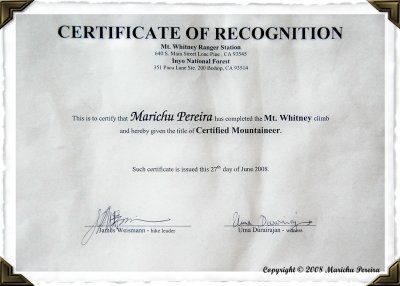 CERTIFICATE OF RECOGNITION
Mt. Whitney Ranger Station
640 S. Main Street Lone Pine . CA 93545
Inyo National Forest
351 Pacu Lane Ste. 200 Bishop, CA 93514
This is to certify that Marichu Pereira has completed the Mt. Whitney climb
and hereby given the title of Certified Mountaineer.
Such certificate is issued this 27th day of June 2008.
James Weismann - hike leader
Uma Durairajan - witness
Copyright © 2008 Marichu Pereira